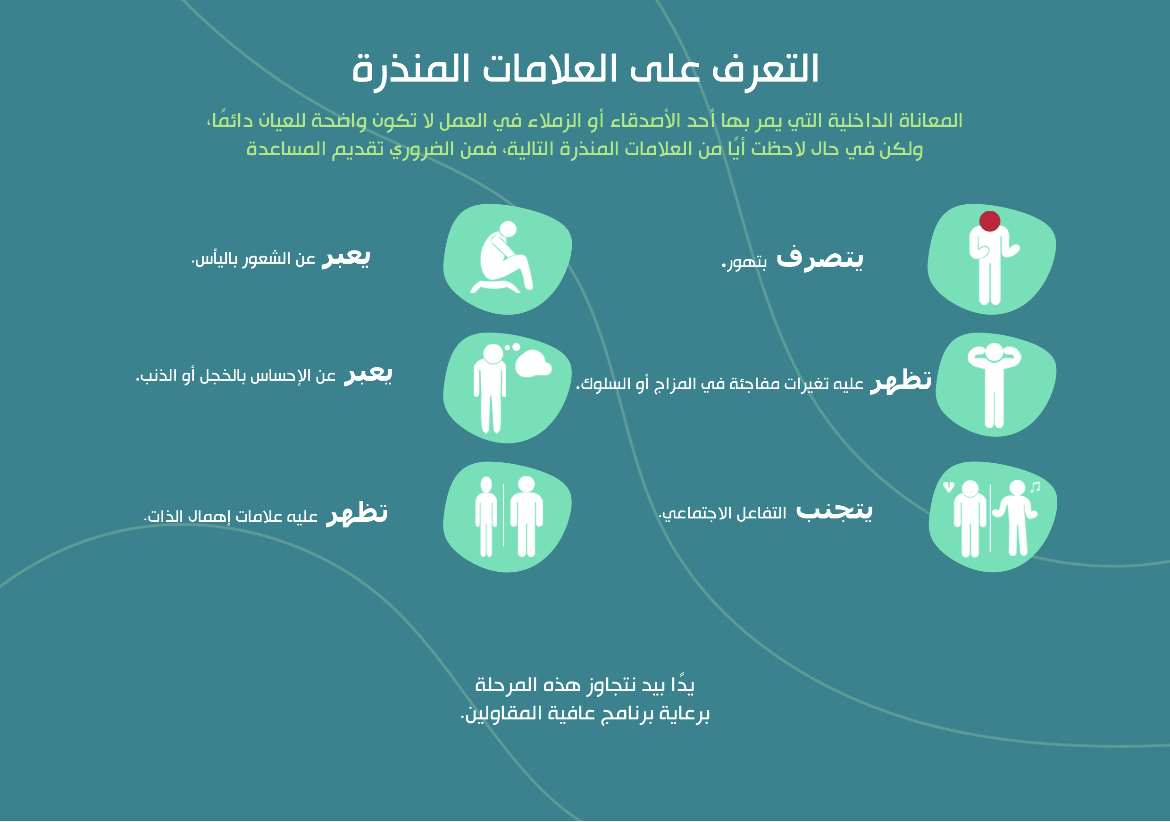 التعرف على العلامات المنذرة
المعاناة الداخلية التي يمر بها أحد الأصدقاء أو الزملاء في العمل لا تكون واضحة للعيان دائمًا،
ولكن في حال لاحظت أيًا من العلامات المنذرة التالية، فمن الضروري تقديم المساعدة
يتصرف بتهور.
يعبر عن الشعور باليأس.
تظهر عليه تغيرات مفاجئة في المزاج أو السلوك.
يعبر عن الإحساس بالخجل أو الذنب.
يتجنب التفاعل الاجتماعي.
تظهر عليه علامات إهمال الذات.
يدًا بيد نتجاوز هذه المرحلة
برعاية برنامج عافية المقاولين.